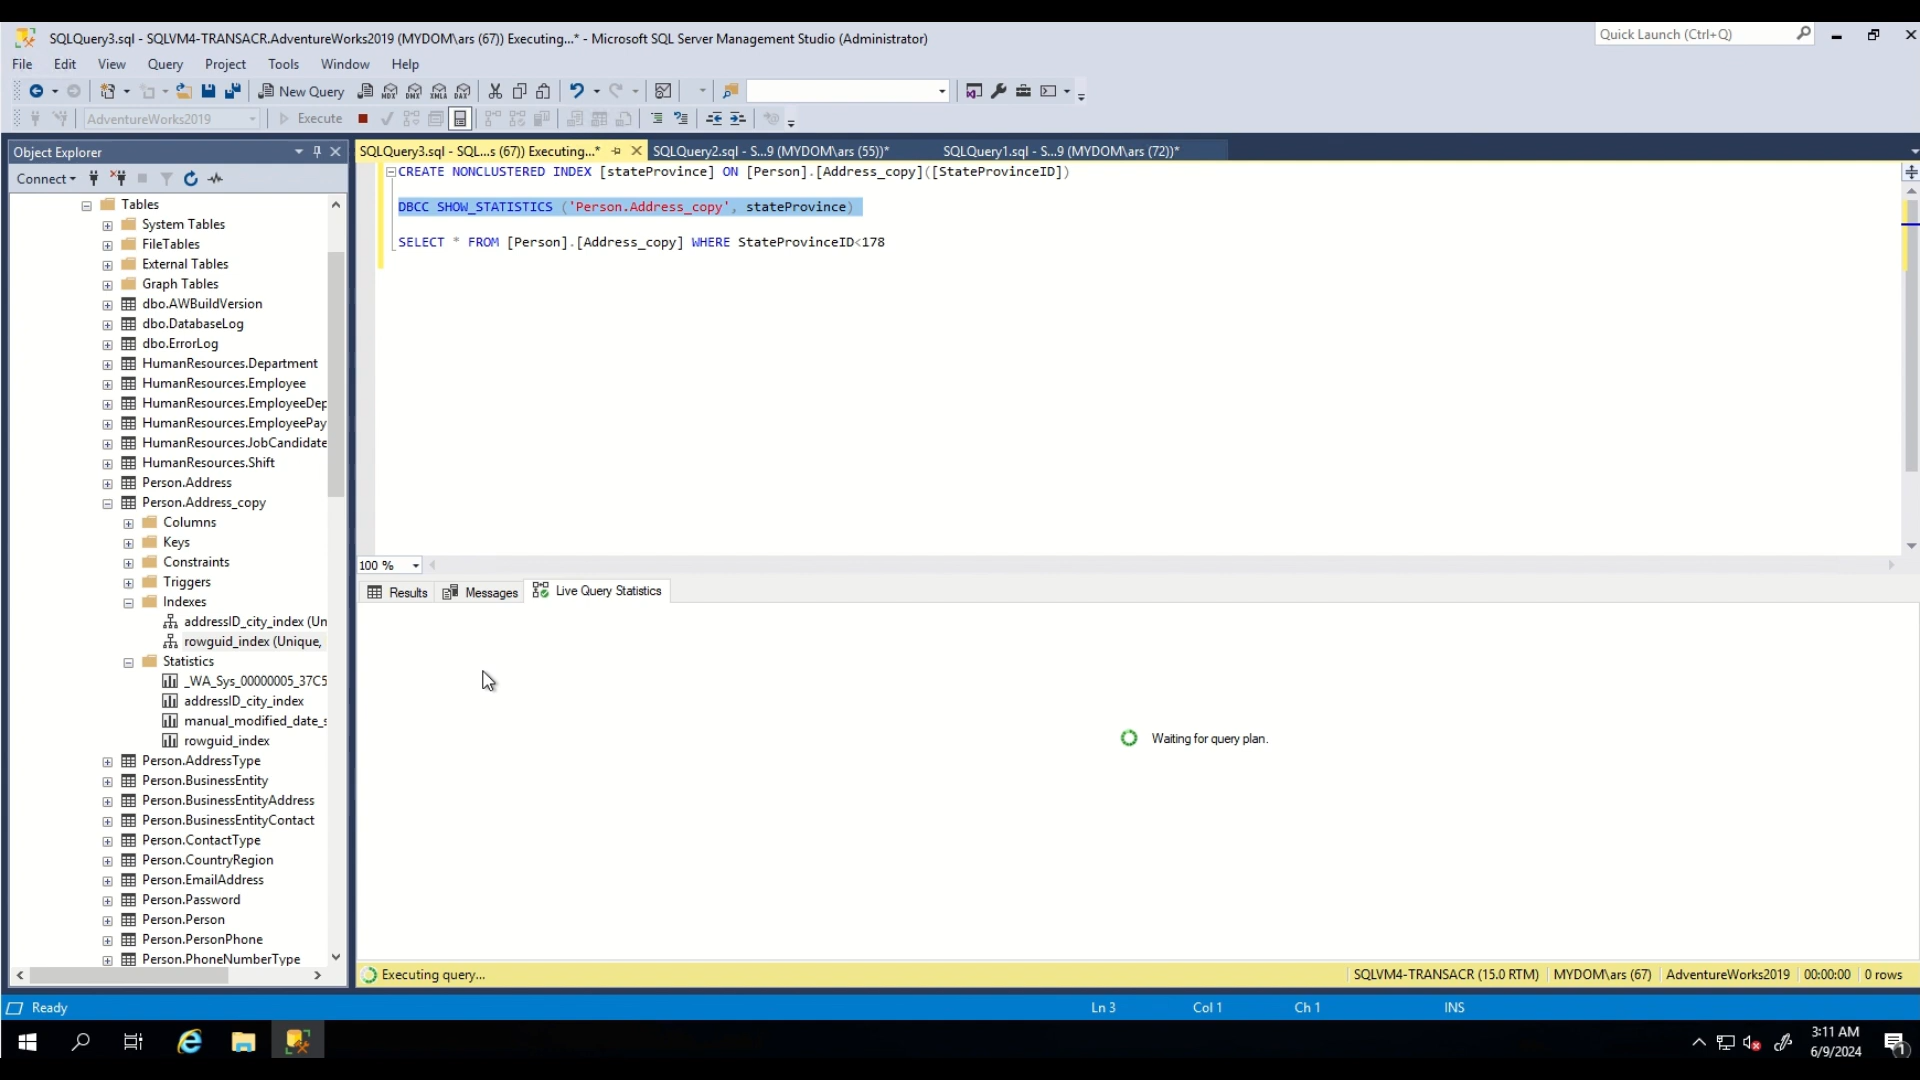 SQLQuery3.sql - SQLVM4-TRANSACR.AdventureWorks2019 (MYDOM\ars (67)) Executing...* - Microsoft SQL Server Management Studio (Administrator)
Quick Launch (Ctrl+Q)
File Edit View Query Project Tools Window Help
New Query
MDX DMX XMLA DAX
AdventureWorks2019
Execute
Object Explorer
SQLQuery3.sql - SQL...s (67)) Executing...*
SQLQuery2.sql - S...9 (MYDOM\ars (55))*
SQLQuery1.sql - S...9 (MYDOM\ars (72))*
Connect
Tables
System Tables
FileTables
External Tables
Graph Tables
dbo.AWBuildVersion
dbo.DatabaseLog
dbo.ErrorLog
HumanResources.Department
HumanResources.Employee
HumanResources.EmployeeDep
HumanResources.EmployeePay
HumanResources.JobCandidate
HumanResources.Shift
Person.Address
Person.Address_copy
Columns
Keys
Constraints
Triggers
Indexes
addressID_city_index (Un
rowguid_index (Unique,
Statistics
_WA_Sys_00000005_37C5
addressID_city_index
manual_modified_date_s
rowguid_index
Person.AddressType
Person.BusinessEntity
Person.BusinessEntityAddress
Person.BusinessEntityContact
Person.ContactType
Person.CountryRegion
Person.EmailAddress
Person.Password
Person.Person
Person.PersonPhone
Person.PhoneNumberType
CREATE NONCLUSTERED INDEX [stateProvince] ON [Person].[Address_copy]([StateProvinceID])
DBCC SHOW_STATISTICS ('Person.Address_copy', stateProvince)
SELECT * FROM [Person].[Address_copy] WHERE StateProvinceID<178
100 %
Results
Messages
Live Query Statistics
Waiting for query plan.
Executing query...
SQLVM4-TRANSACR (15.0 RTM)
MYDOM\ars (67)
AdventureWorks2019
00:00:00
0 rows
Ready
Ln 3
Col 1
Ch 1
INS
3:11 AM
6/9/2024
1